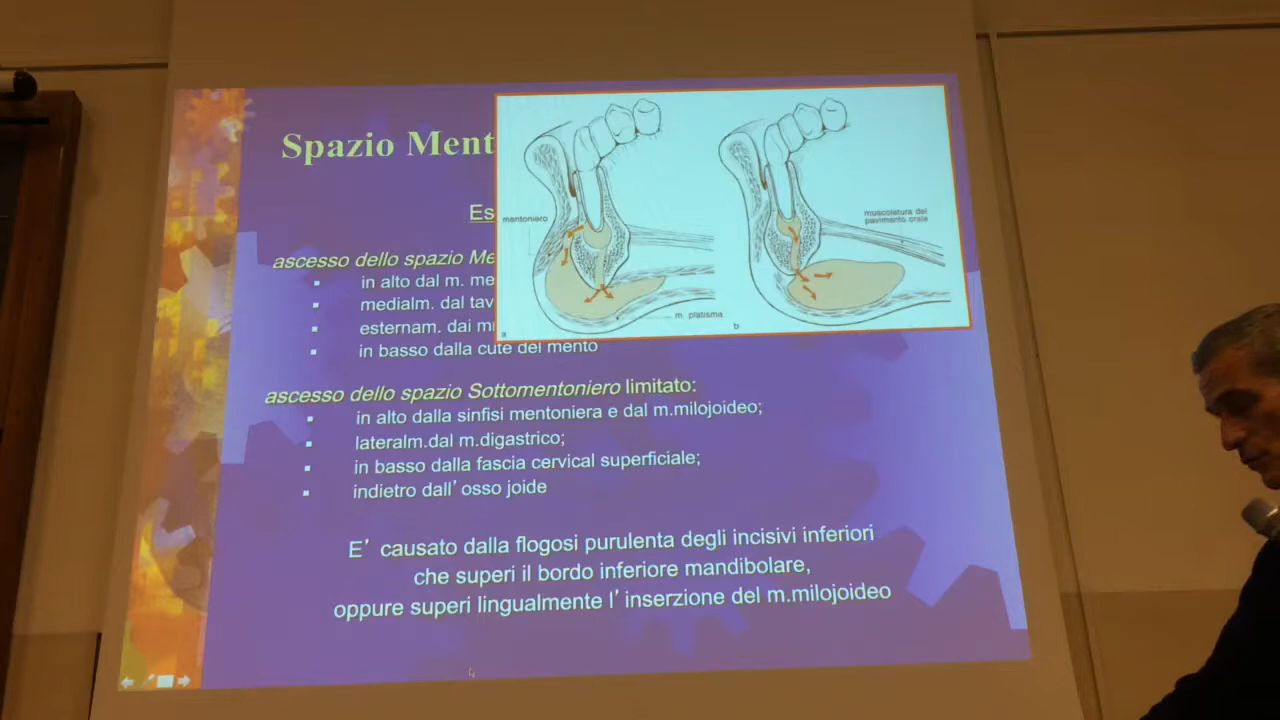 Spazio Ment
Es
ascesso dello spazio Me
in alto dal m. me
medialm. dal tav
esternam. dai m
in basso dalla cute del mento
ascesso dello spazio Sottomentoniero limitato:
in alto dalla sinfisi mentoniera e dal m.milojoideo;
lateralm.dal m.digastrico;
in basso dalla fascia cervical superficiale;
indietro dall’osso joide
E’ causato dalla flogosi purulenta degli incisivi inferiori
che superi il bordo inferiore mandibolare,
oppure superi lingualmente l’inserzione del m.milojoideo
mentoniero
m. platisma
a
muscolatura del
pavimento orale
b